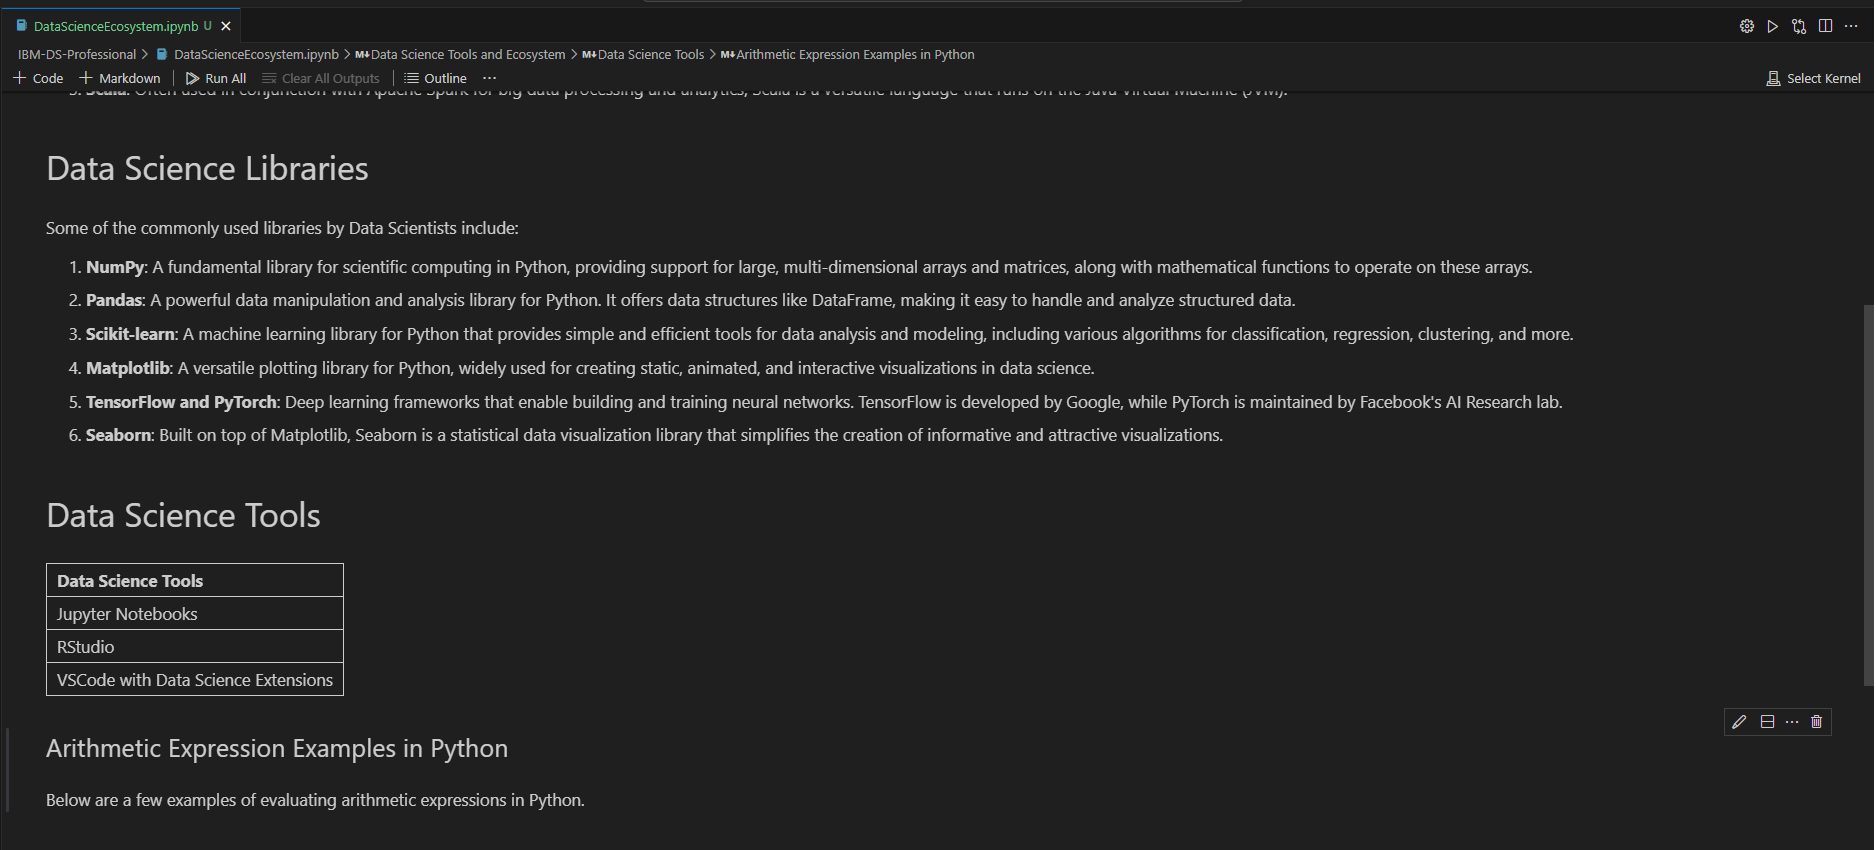 DataScienceEcosystem.ipynb U
IBM-DS-Professional > DataScienceEcosystem.ipynb > M↓Data Science Tools and Ecosystem > M↓Data Science Tools > M↓Arithmetic Expression Examples in Python
+ Code + Markdown | Run All Clear All Outputs | Outline ···
Select Kernel
5. Scala: Often used in conjunction with Apache Spark for big data processing and analytics, Scala is a versatile language that runs on the Java Virtual Machine (JVM).
Data Science Libraries
Some of the commonly used libraries by Data Scientists include:
1. NumPy: A fundamental library for scientific computing in Python, providing support for large, multi-dimensional arrays and matrices, along with mathematical functions to operate on these arrays.
2. Pandas: A powerful data manipulation and analysis library for Python. It offers data structures like DataFrame, making it easy to handle and analyze structured data.
3. Scikit-learn: A machine learning library for Python that provides simple and efficient tools for data analysis and modeling, including various algorithms for classification, regression, clustering, and more.
4. Matplotlib: A versatile plotting library for Python, widely used for creating static, animated, and interactive visualizations in data science.
5. TensorFlow and PyTorch: Deep learning frameworks that enable building and training neural networks. TensorFlow is developed by Google, while PyTorch is maintained by Facebook's AI Research lab.
6. Seaborn: Built on top of Matplotlib, Seaborn is a statistical data visualization library that simplifies the creation of informative and attractive visualizations.
Data Science Tools
Data Science Tools
Jupyter Notebooks
RStudio
VSCode with Data Science Extensions
Arithmetic Expression Examples in Python
Below are a few examples of evaluating arithmetic expressions in Python.